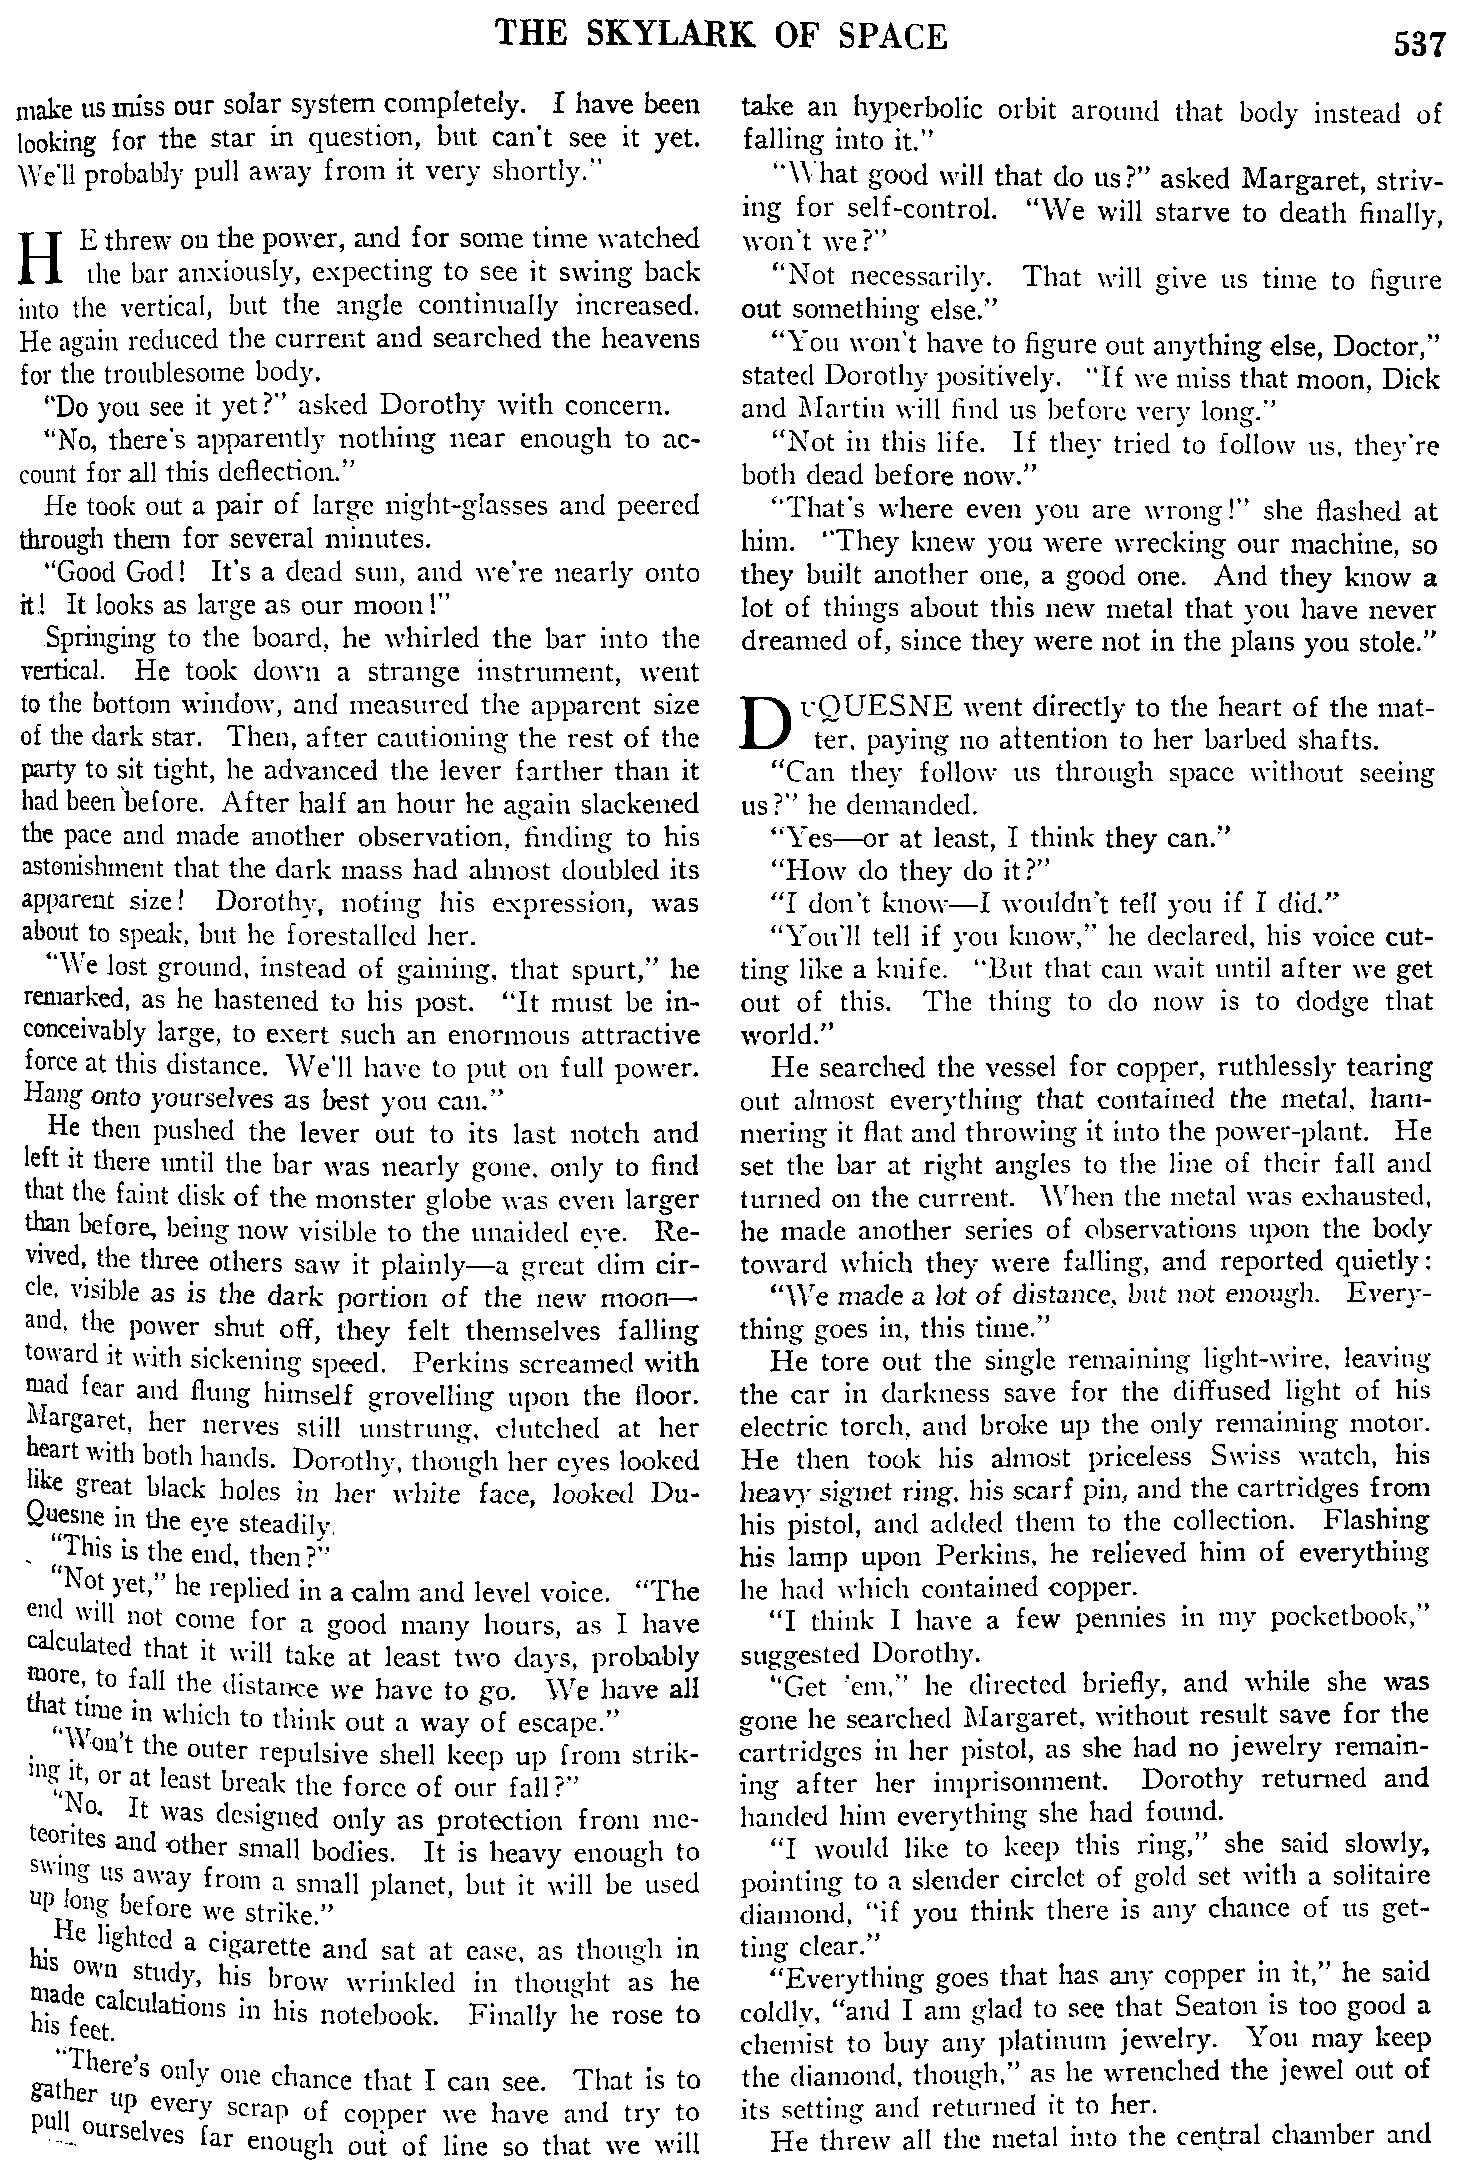 THE SKYLARK OF SPACE
537
make us miss our solar system completely. I have been
looking for the star in question, but can't see it yet.
We'll probably pull away from it very shortly."
HE threw on the power, and for some time watched
the bar anxiously, expecting to see it swing back
into the vertical, but the angle continually increased.
He again reduced the current and searched the heavens
for the troublesome body.
"Do you see it yet?" asked Dorothy with concern.
"No, there's apparently nothing near enough to ac-
count for all this deflection."
He took out a pair of large night-glasses and peered
through them for several minutes.
"Good God! It's a dead sun, and we're nearly onto
it! It looks as large as our moon!"
Springing to the board, he whirled the bar into the
vertical. He took down a strange instrument, went
to the bottom window, and measured the apparent size
of the dark star. Then, after cautioning the rest of the
party to sit tight, he advanced the lever farther than it
had been before. After half an hour he again slackened
the pace and made another observation, finding to his
astonishment that the dark mass had almost doubled its
apparent size! Dorothy, noting his expression, was
about to speak, but he forestalled her.
"We lost ground, instead of gaining, that spurt," he
remarked, as he hastened to his post. "It must be in-
conceivably large, to exert such an enormous attractive
force at this distance. We'll have to put on full power.
Hang onto yourselves as best you can."
He then pushed the lever out to its last notch and
left it there until the bar was nearly gone, only to find
that the faint disk of the monster globe was even larger
than before, being now visible to the unaided eye. Re-
vived, the three others saw it plainly—a great dim cir-
cle, visible as is the dark portion of the new moon—
and, the power shut off, they felt themselves falling
toward it with sickening speed. Perkins screamed with
mad fear and flung himself grovelling upon the floor.
Margaret, her nerves still unstrung, clutched at her
heart with both hands. Dorothy, though her eyes looked
like great black holes in her white face, looked Du-
Quesne in the eye steadily.
"This is the end, then?"
"Not yet," he replied in a calm and level voice. "The
end will not come for a good many hours, as I have
calculated that it will take at least two days, probably
more, to fall the distance we have to go. We have all
that time in which to think out a way of escape."
"Won't the outer repulsive shell keep up from strik-
ing it, or at least break the force of our fall?"
"No. It was designed only as protection from me-
teorites and other small bodies. It is heavy enough to
swing us away from a small planet, but it will be used
up long before we strike."
He lighted a cigarette and sat at ease, as though in
his own study, his brow wrinkled in thought as he
made calculations in his notebook. Finally he rose to
his feet.
"There's only one chance that I can see. That is to
gather up every scrap of copper we have and try to
pull ourselves far enough out of line so that we will
take an hyperbolic orbit around that body instead of
falling into it."
"What good will that do us?" asked Margaret, striv-
ing for self-control. "We will starve to death finally,
won't we?"
"Not necessarily. That will give us time to figure
out something else."
"You won't have to figure out anything else, Doctor,"
stated Dorothy positively. "If we miss that moon, Dick
and Martin will find us before very long."
"Not in this life. If they tried to follow us, they're
both dead before now."
"That's where even you are wrong!" she flashed at
him. "They knew you were wrecking our machine, so
they built another one, a good one. And they know a
lot of things about this new metal that you have never
dreamed of, since they were not in the plans you stole."
DuQUESNE went directly to the heart of the mat-
ter, paying no attention to her barbed shafts.
"Can they follow us through space without seeing
us?" he demanded.
"Yes—or at least, I think they can."
"How do they do it?"
"I don't know—I wouldn't tell you if I did."
"You'll tell if you know," he declared, his voice cut-
ting like a knife. "But that can wait until after we get
out of this. The thing to do now is to dodge that
world."
He searched the vessel for copper, ruthlessly tearing
out almost everything that contained the metal, ham-
mering it flat and throwing it into the power-plant. He
set the bar at right angles to the line of their fall and
turned on the current. When the metal was exhausted,
he made another series of observations upon the body
toward which they were falling, and reported quietly:
"We made a lot of distance, but not enough. Every-
thing goes in, this time."
He tore out the single remaining light-wire, leaving
the car in darkness save for the diffused light of his
electric torch, and broke up the only remaining motor.
He then took his almost priceless Swiss watch, his
heavy signet ring, his scarf pin, and the cartridges from
his pistol, and added them to the collection. Flashing
his lamp upon Perkins, he relieved him of everything
he had which contained copper.
"I think I have a few pennies in my pocketbook,"
suggested Dorothy.
"Get 'em," he directed briefly, and while she was
gone he searched Margaret, without result save for the
cartridges in her pistol, as she had no jewelry remain-
ing after her imprisonment. Dorothy returned and
handed him everything she had found.
"I would like to keep this ring," she said slowly,
pointing to a slender circlet of gold set with a solitaire
diamond, "if you think there is any chance of us get-
ting clear."
"Everything goes that has any copper in it," he said
coldly, "and I am glad to see that Seaton is too good a
chemist to buy any platinum jewelry. You may keep
the diamond, though," as he wrenched the jewel out of
its setting and returned it to her.
He threw all the metal into the central chamber and